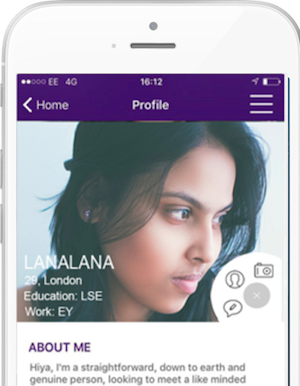 EE 4G 16:12
Home Profile
LANALANA
29, London
Education: LSE
Work: EY
ABOUT ME
Hiya, I'm a straightforward, down to earth and
genuine person, looking to meet a like minded